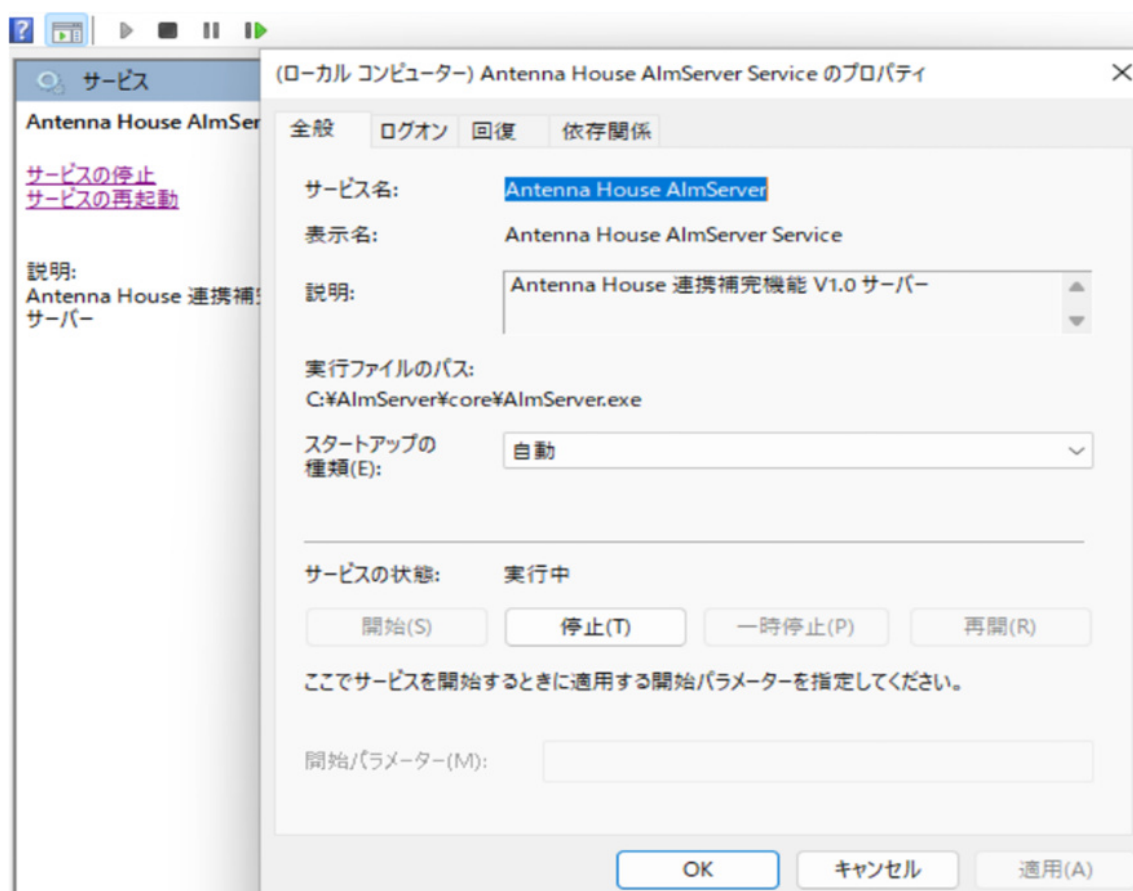 サービス
Antenna House AlmSer
サービスの停止
サービスの再起動
説明:
Antenna House 連携補
サーバー
(ローカル コンピューター) Antenna House AlmServer Service のプロパティ
全般
ログオン
回復
依存関係
サービス名:
Antenna House AlmServer
表示名:
Antenna House AlmServer Service
説明:
Antenna House 連携補完機能 V1.0 サーバー
実行ファイルのパス:
C:¥AlmServer¥core¥AlmServer.exe
スタートアップの
種類(E):
自動
サービスの状態:
実行中
開始(S)
停止(T)
一時停止(P)
再開(R)
ここでサービスを開始するときに適用する開始パラメーターを指定してください。
開始パラメーター(M):
OK
キャンセル
適用(A)